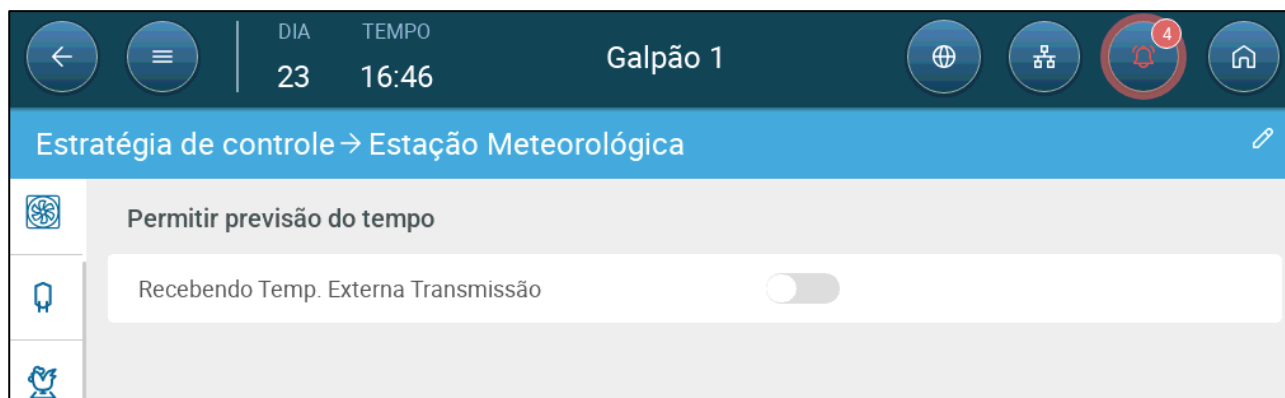 DIA TEMPO
23 16:46
Galpão 1
4
Estratégia de controle → Estação Meteorológica
Permitir previsão do tempo
Recebendo Temp. Externa Transmissão